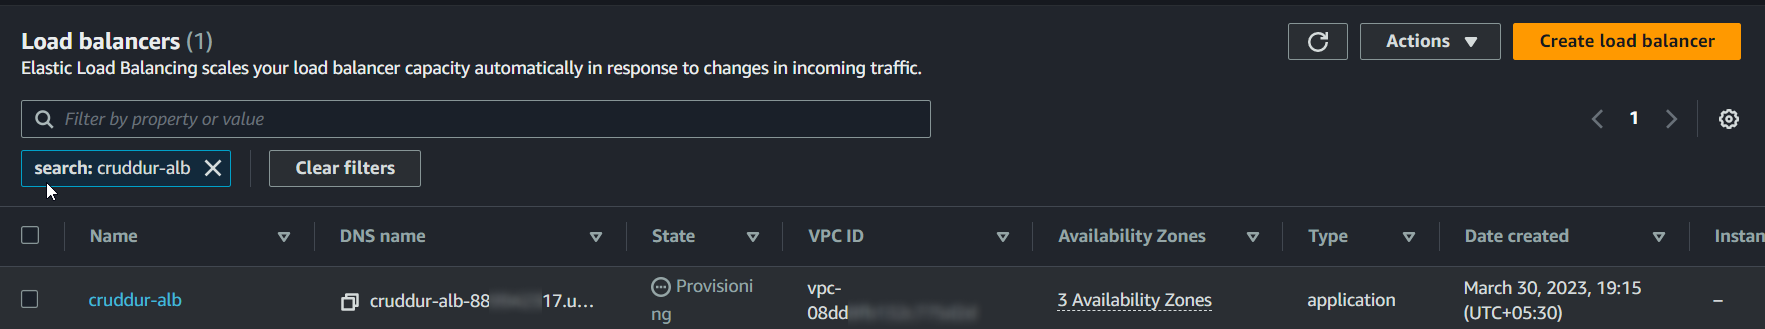 Load balancers (1)
Actions
Create load balancer
Elastic Load Balancing scales your load balancer capacity automatically in response to changes in incoming traffic.
Filter by property or value
1
search: cruddur-alb
Clear filters
Name
DNS name
State
VPC ID
Availability Zones
Type
Date created
Instan
cruddur-alb
cruddur-alb-88
17.u...
Provisioni
ng
vpc-
08dd
3 Availability Zones
application
March 30, 2023, 19:15
(UTC+05:30)
–